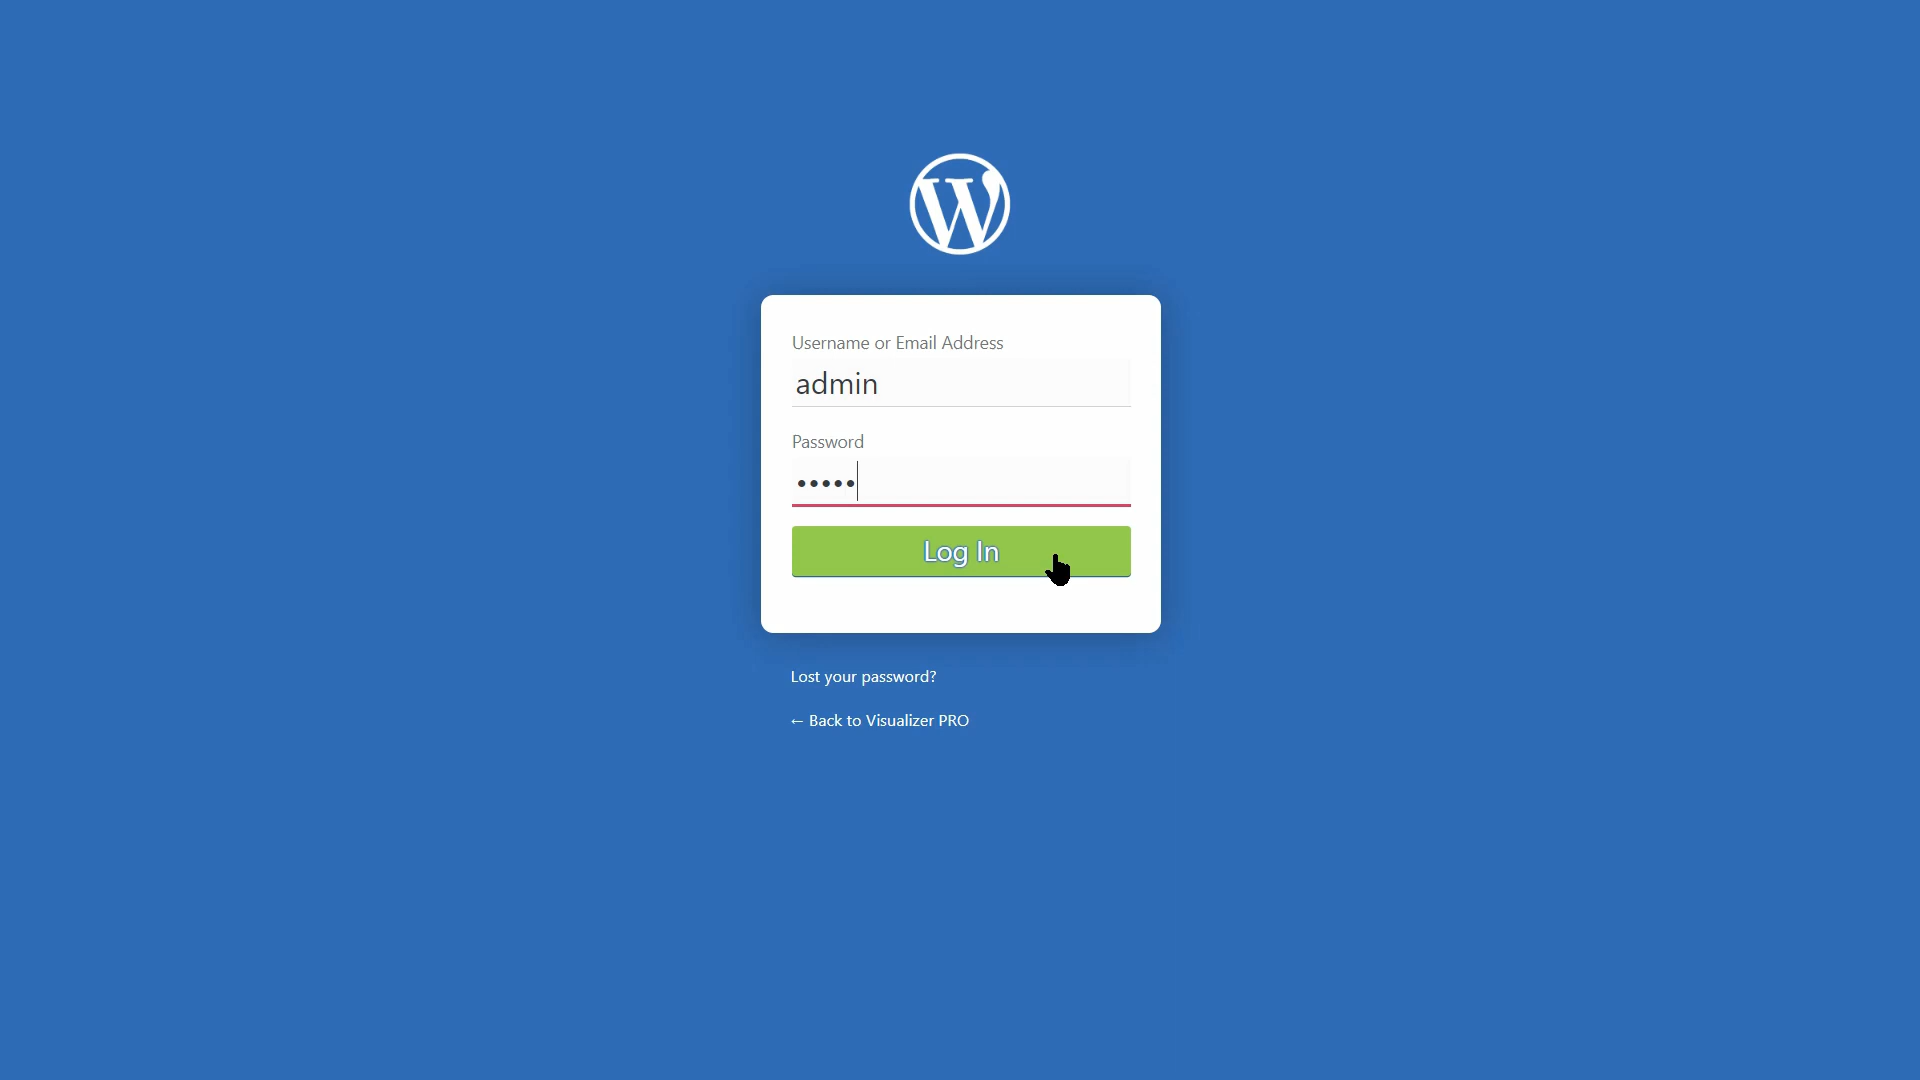 Username or Email Address
admin
Password
•••••
Log In
Lost your password?
← Back to Visualizer PRO